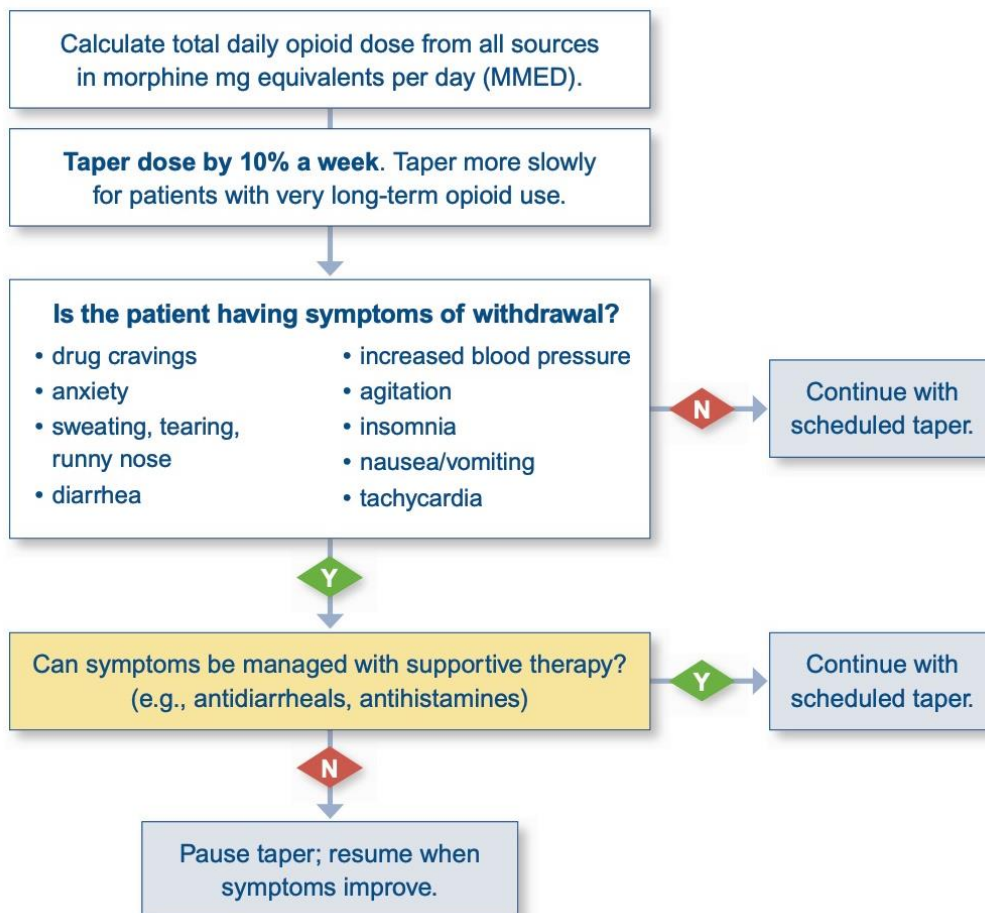 Calculate total daily opioid dose from all sources
in morphine mg equivalents per day (MMED).
Taper dose by 10% a week. Taper more slowly
for patients with very long-term opioid use.
Is the patient having symptoms of withdrawal?
• drug cravings
• anxiety
• sweating, tearing,
runny nose
• diarrhea
• increased blood pressure
• agitation
• insomnia
• nausea/vomiting
• tachycardia
N
Continue with
scheduled taper.
Y
Can symptoms be managed with supportive therapy?
(e.g., antidiarrheals, antihistamines)
Y
Continue with
scheduled taper.
N
Pause taper; resume when
symptoms improve.